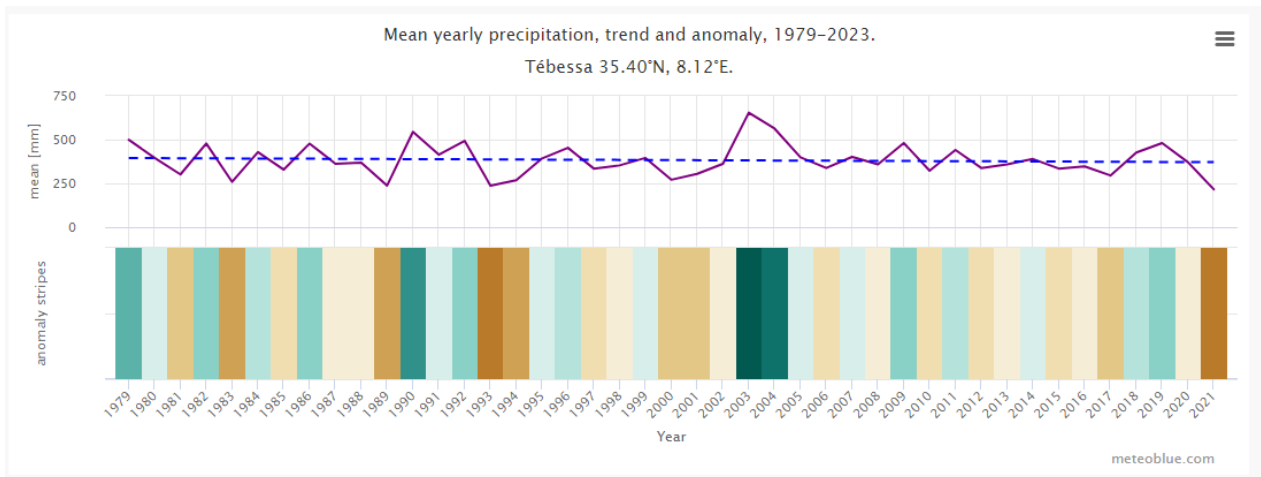 Mean yearly precipitation, trend and anomaly, 1979-2023.
Tébessa 35.40°N, 8.12°E.
750
500
250
0
mean [mm]
anomaly stripes
1979 1980 1981 1982 1983 1984 1985 1986 1987 1988 1989 1990 1991 1992 1993 1994 1995 1996 1997 1998 1999 2000 2001 2002 2003 2004 2005 2006 2007 2008 2009 2010 2011 2012 2013 2014 2015 2016 2017 2018 2019 2020 2021
Year
meteoblue.com